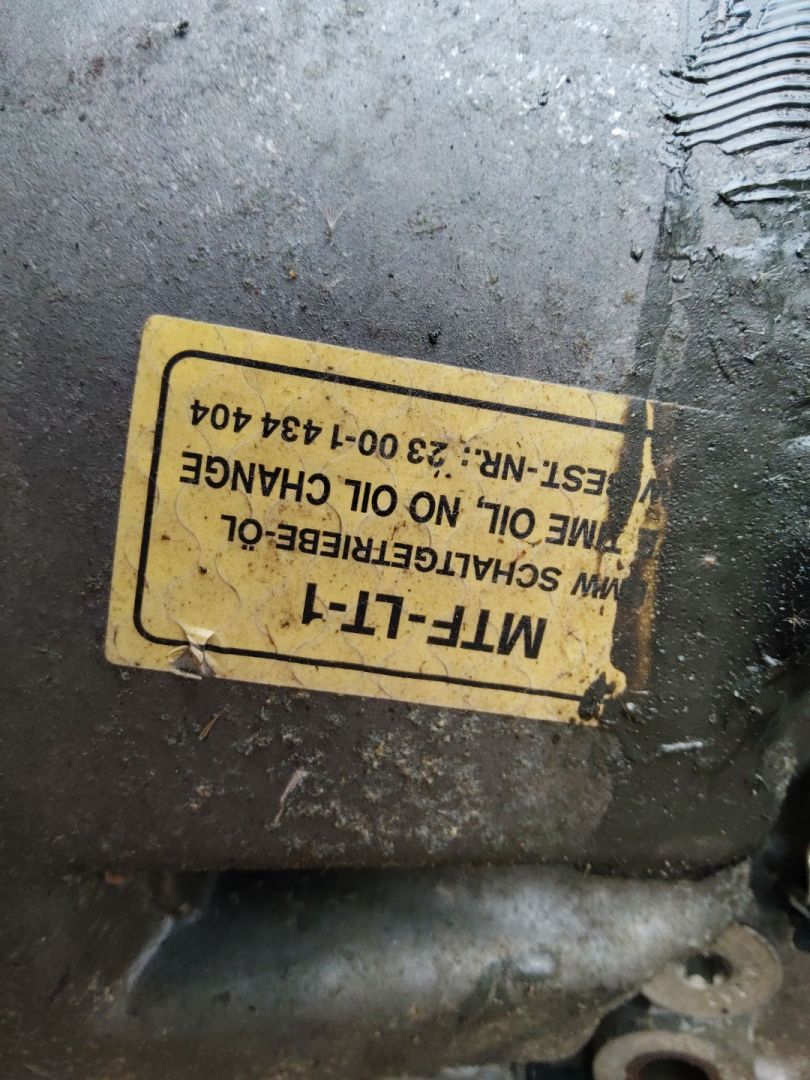 MTF-LT-1
MW SCHALTGETRIEBE-ÖL
TIME OIL, NO OIL CHANGE
BEST.-NR.: 23 00-1 434 404